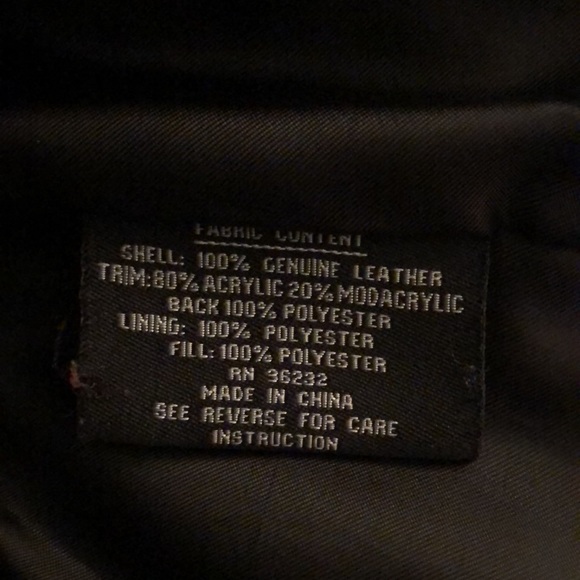 FABRIC CONTENT
SHELL: 100% GENUINE LEATHER
TRIM:80% ACRYLIC 20% MODACRYLIC
BACK 100% POLYESTER
LINING: 100% POLYESTER
FILL: 100% POLYESTER
RN 36232
MADE IN CHINA
SEE REVERSE FOR CARE
INSTRUCTION